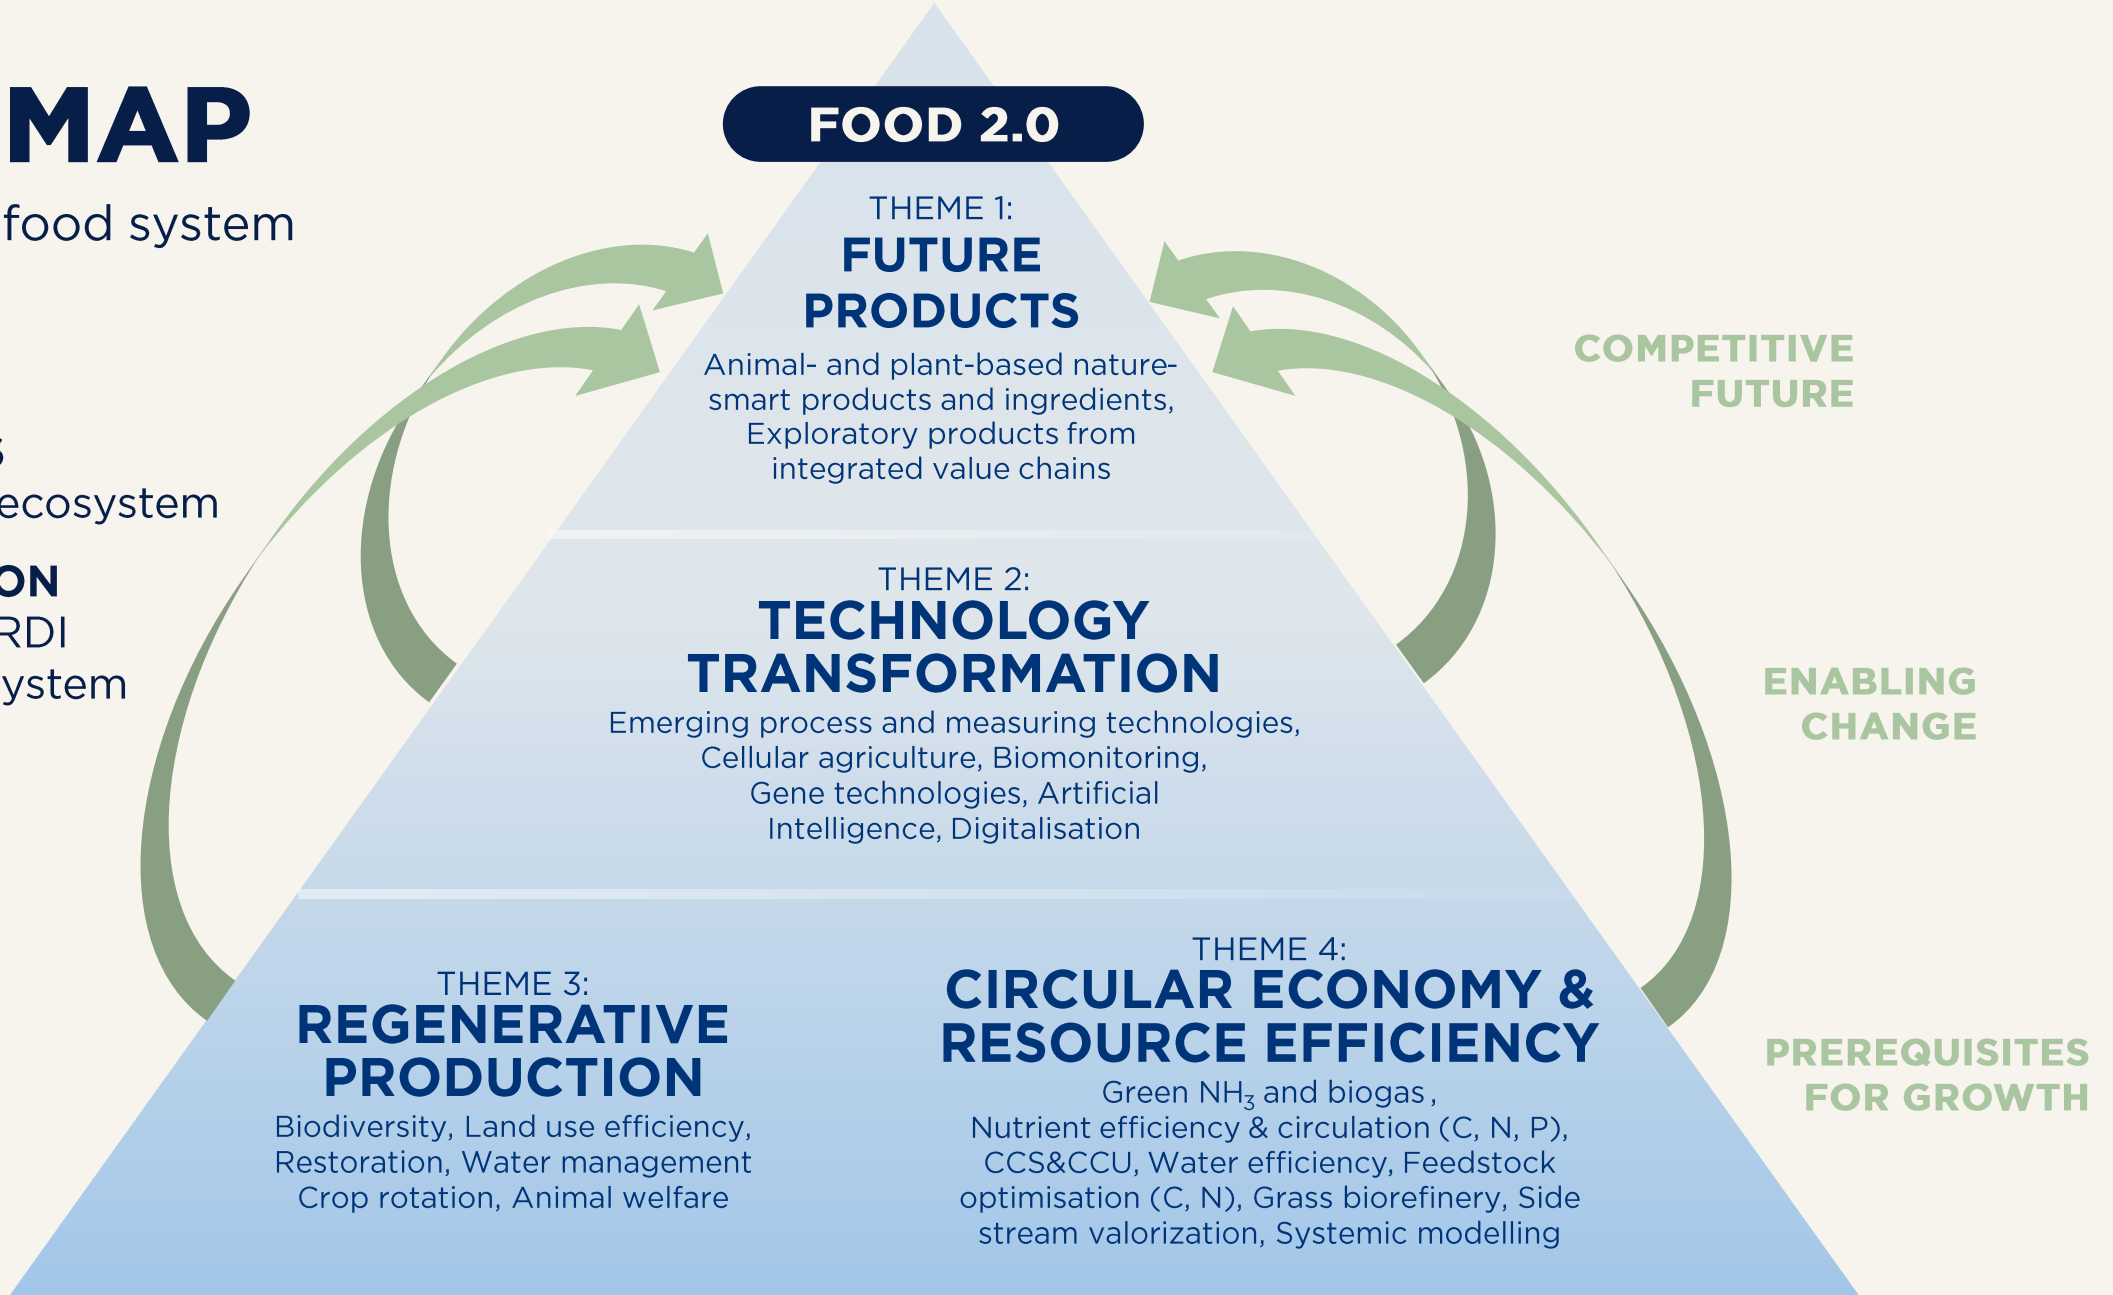 MAP
food system
S
ecosystem
ON
RDI
ystem
FOOD 2.0
THEME 1:
FUTURE
PRODUCTS
Animal- and plant-based nature-
smart products and ingredients,
Exploratory products from
integrated value chains
THEME 2:
TECHNOLOGY
TRANSFORMATION
Emerging process and measuring technologies,
Cellular agriculture, Biomonitoring,
Gene technologies, Artificial
Intelligence, Digitalisation
THEME 3:
REGENERATIVE
PRODUCTION
Biodiversity, Land use efficiency,
Restoration, Water management
Crop rotation, Animal welfare
THEME 4:
CIRCULAR ECONOMY &
RESOURCE EFFICIENCY
Green NH₃ and biogas,
Nutrient efficiency & circulation (C, N, P),
CCS&CCU, Water efficiency, Feedstock
optimisation (C, N), Grass biorefinery, Side
stream valorization, Systemic modelling
COMPETITIVE
FUTURE
ENABLING
CHANGE
PREREQUISITES
FOR GROWTH